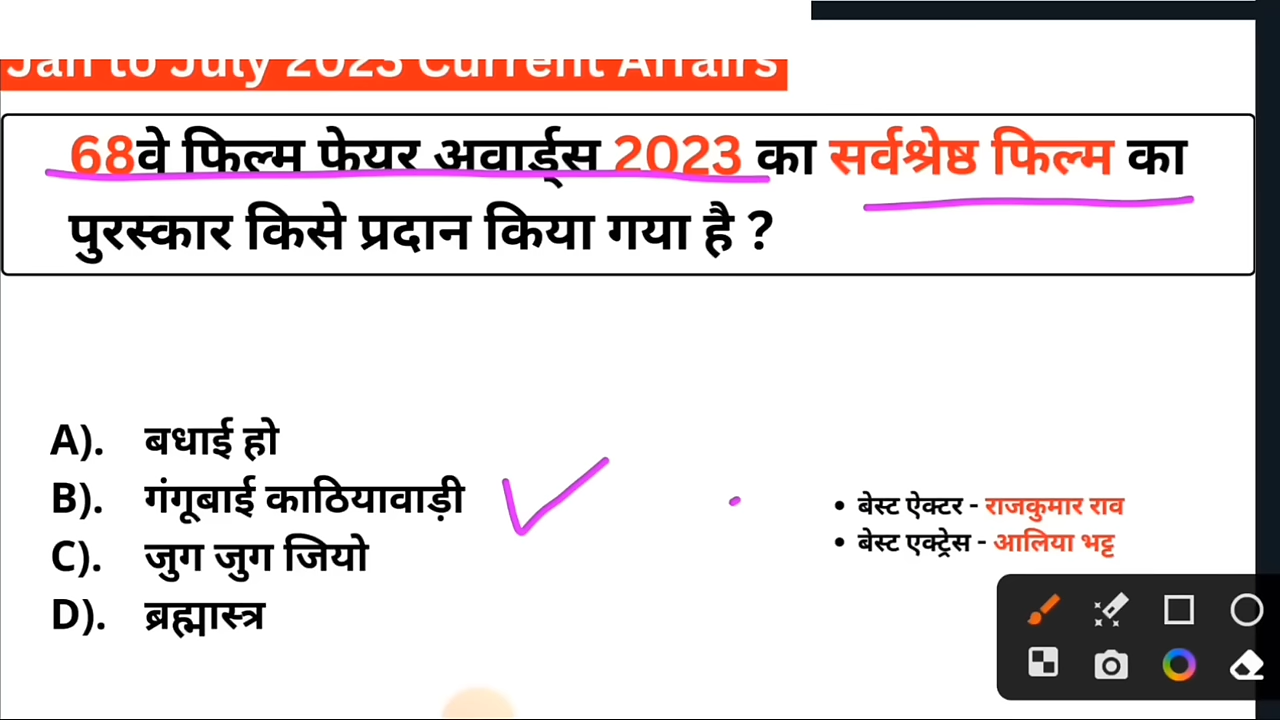 Jan to July 2023 Current Affairs
68वे फिल्म फेयर अवार्ड्स 2023 का सर्वश्रेष्ठ फिल्म का
पुरस्कार किसे प्रदान किया गया है ?
A). बधाई हो
B). गंगूबाई काठियावाड़ी
C). जुग जुग जियो
D). ब्रह्मास्त्र
• बेस्ट ऐक्टर - राजकुमार राव
• बेस्ट एक्ट्रेस - आलिया भट्ट